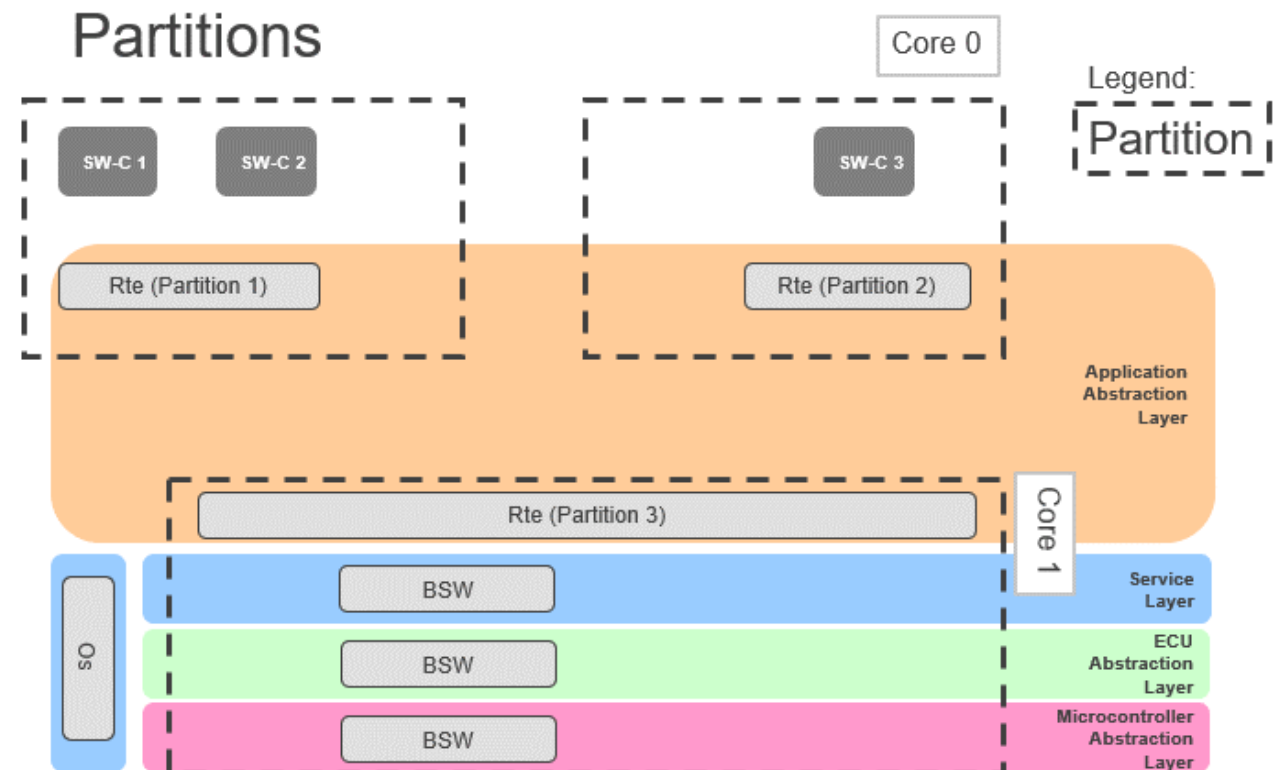 Partitions
Core 0
Legend:
Partition
SW-C 1
SW-C 2
SW-C 3
Rte (Partition 1)
Rte (Partition 2)
Application
Abstraction
Layer
Rte (Partition 3)
Core 1
BSW
Service
Layer
Os
BSW
ECU
Abstraction
Layer
BSW
Microcontroller
Abstraction
Layer